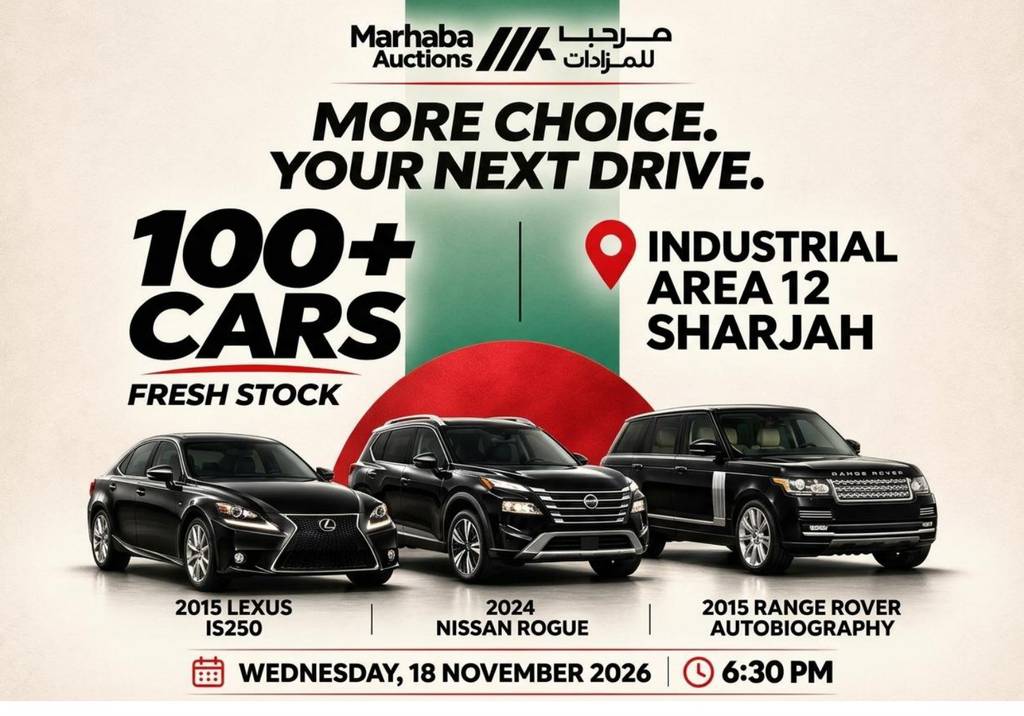 Marhaba
Auctions
مرحبا
للمزادات
MORE CHOICE.
YOUR NEXT DRIVE.
100+
CARS
FRESH STOCK
INDUSTRIAL
AREA 12
SHARJAH
RANGE ROVER
2015 LEXUS
IS250
2024
NISSAN ROGUE
2015 RANGE ROVER
AUTOBIOGRAPHY
WEDNESDAY, 18 NOVEMBER 2026
6:30 PM